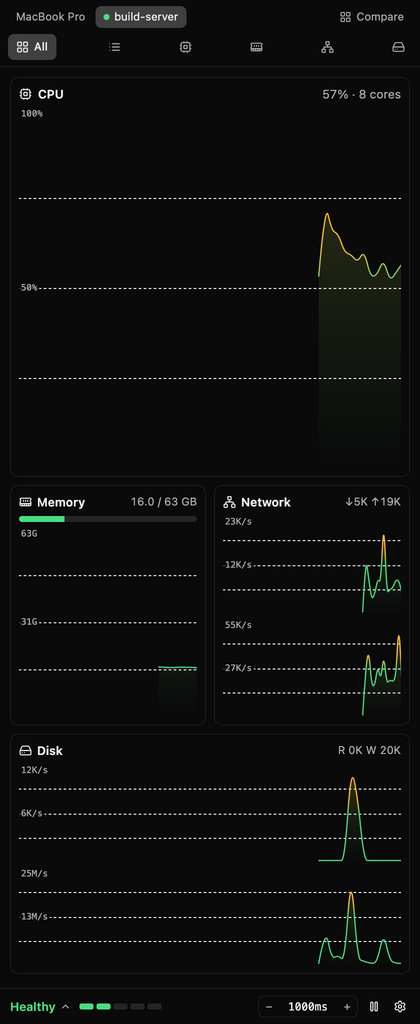 MacBook Pro
build-server
Compare
All
CPU
57% · 8 cores
100%
50%
Memory
16.0 / 63 GB
63G
31G
Network
↓5K ↑19K
23K/s
12K/s
55K/s
27K/s
Disk
R 0K W 20K
12K/s
6K/s
25M/s
13M/s
Healthy
− 1000ms +